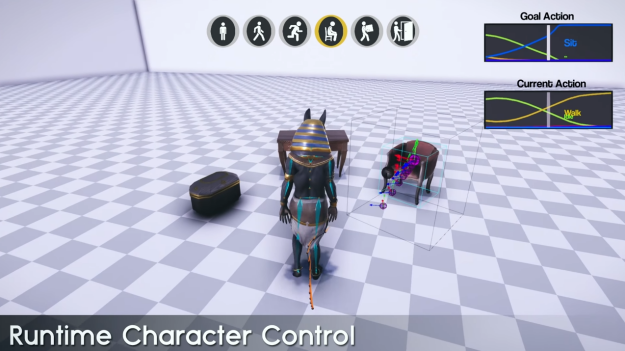 Goal Action
Sit
Current Action
Walk
Runtime Character Control